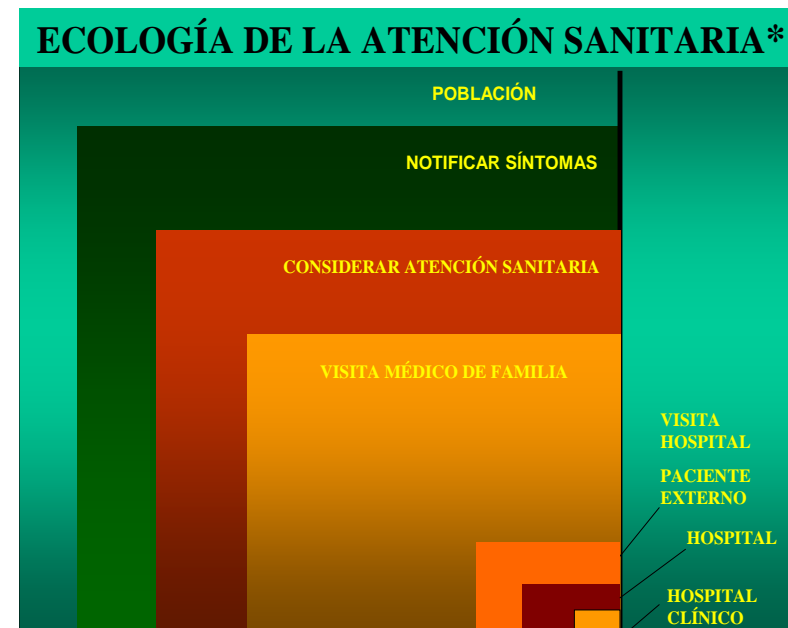 ECOLOGÍA DE LA ATENCIÓN SANITARIA*
POBLACIÓN
NOTIFICAR SÍNTOMAS
CONSIDERAR ATENCIÓN SANITARIA
VISITA MÉDICO DE FAMILIA
VISITA
HOSPITAL
PACIENTE
EXTERNO
HOSPITAL
HOSPITAL
CLÍNICO